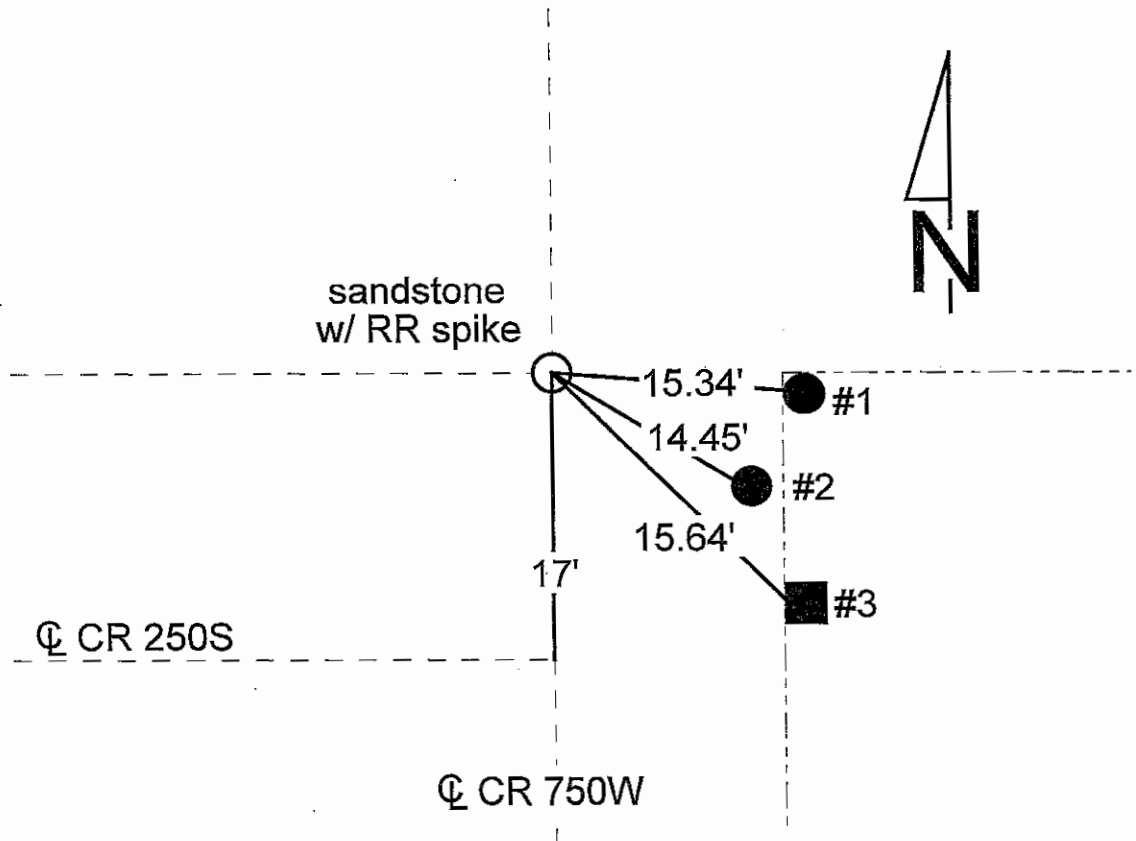 N
sandstone
w/ RR spike
15.34'
#1
14.45'
#2
15.64'
17'
#3
℄ CR 250S
℄ CR 750W